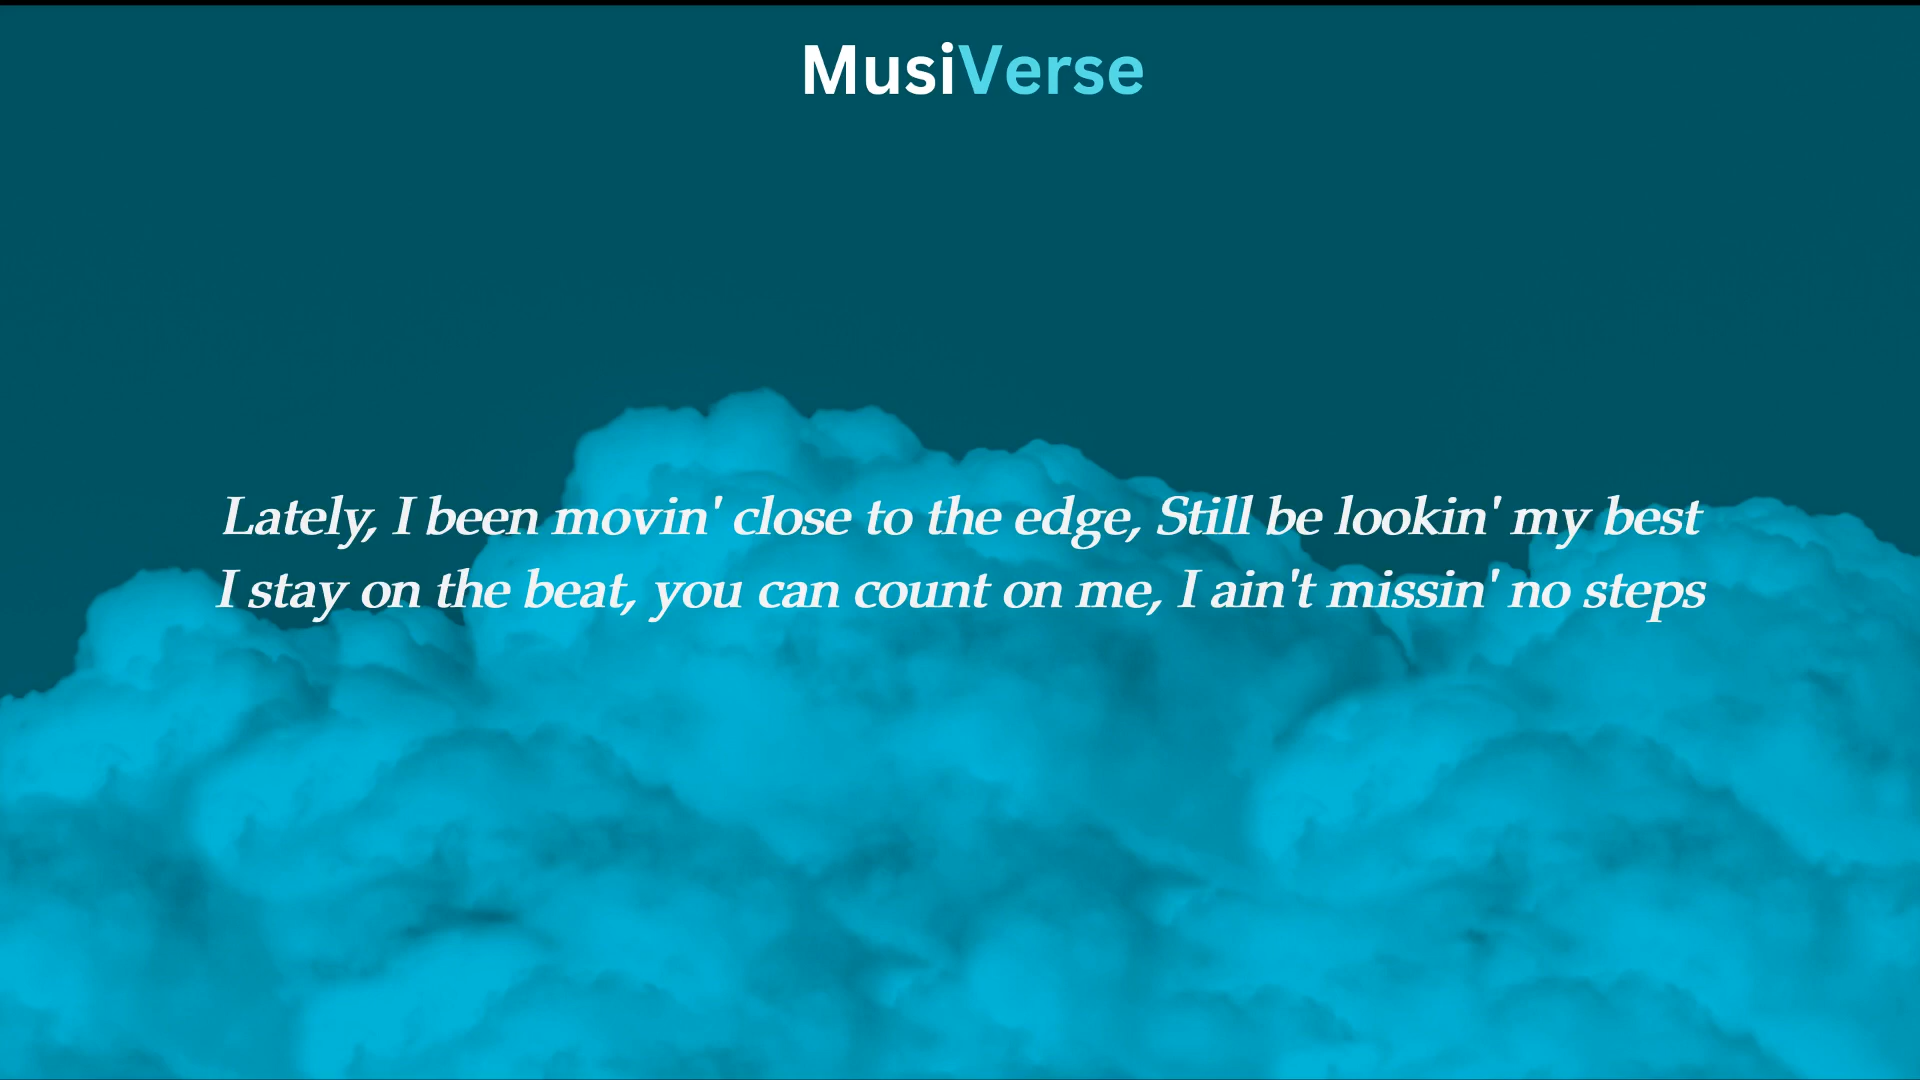 MusiVerse
Lately, I been movin' close to the edge, Still be lookin' my best
I stay on the beat, you can count on me, I ain't missin' no steps